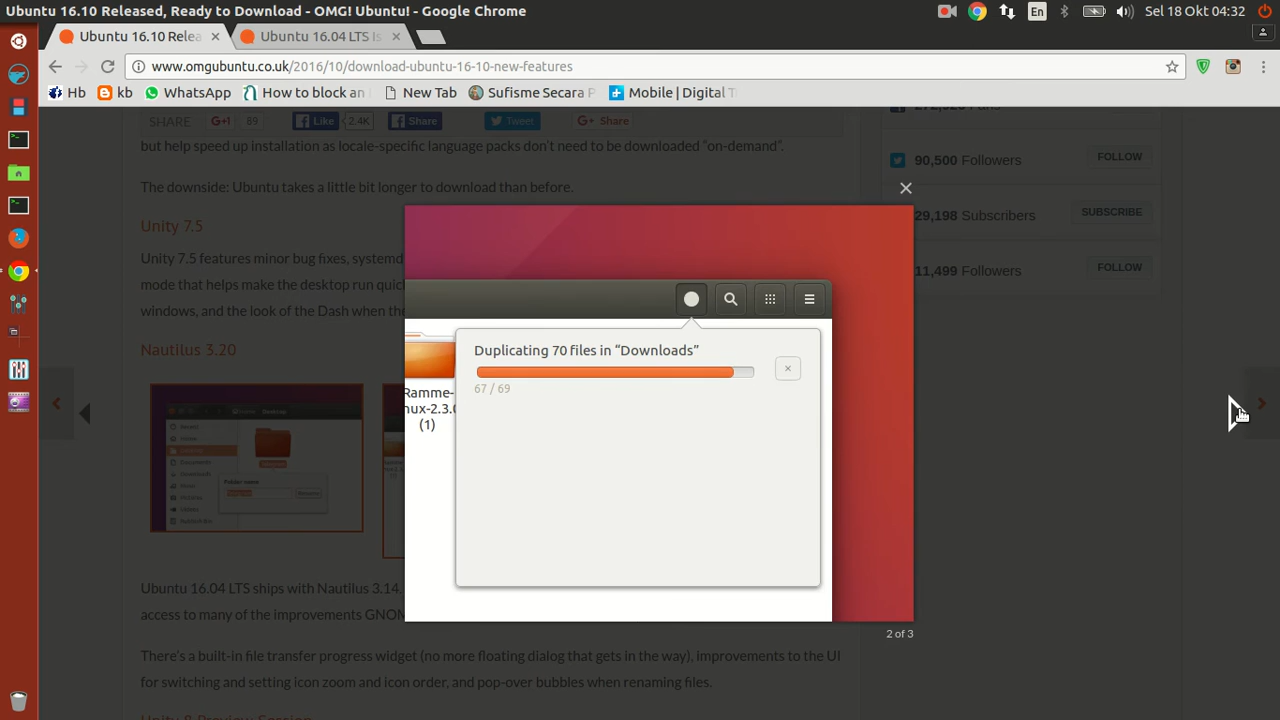 Ubuntu 16.10 Released, Ready to Download - OMG! Ubuntu! - Google Chrome
En
Sel 18 Okt 04:32
Ubuntu 16.10 Relea
Ubuntu 16.04 LTS Is
www.omgubuntu.co.uk/2016/10/download-ubuntu-16-10-new-features
Hb
kb
WhatsApp
How to block an
New Tab
Sufisme Secara P
Mobile | Digital T
SHARE
+1
89
Like
2.4K
Share
Tweet
Share
but help speed up installation as locale-specific language packs don’t need to be downloaded “on-demand”.
90,500 Followers
FOLLOW
The downside: Ubuntu takes a little bit longer to download than before.
29,198 Subscribers
SUBSCRIBE
Unity 7.5
Unity 7.5 features minor bug fixes, systemd
11,499 Followers
FOLLOW
mode that helps make the desktop run quic
windows, and the look of the Dash when the
Nautilus 3.20
Duplicating 70 files in “Downloads”
67 / 69
Ramme-
nux-2.3.0
(1)
Folder name
Ubuntu 16.04 LTS ships with Nautilus 3.14.
access to many of the improvements GNOM
2 of 3
There’s a built-in file transfer progress widget (no more floating dialog that gets in the way), improvements to the UI
for switching and setting icon zoom and icon order, and pop-over bubbles when renaming files.
Unity 8 Preview Session